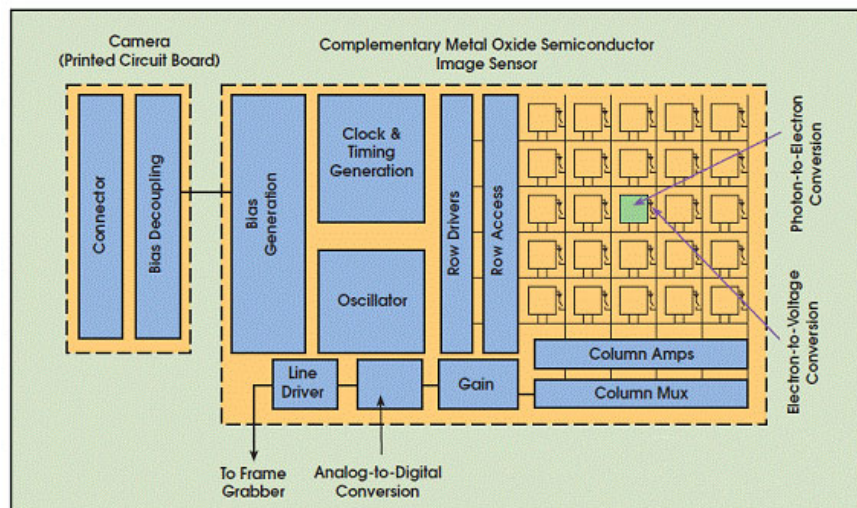 Camera
(Printed Circuit Board)
Complementary Metal Oxide Semiconductor
Image Sensor
Connector
Bias Decoupling
Bias
Generation
Clock &
Timing
Generation
Oscillator
Row Drivers
Row Access
Photon-to-Electron
Conversion
Electron-to-Voltage
Conversion
Column Amps
Line
Driver
Gain
Column Mux
To Frame
Grabber
Analog-to-Digital
Conversion